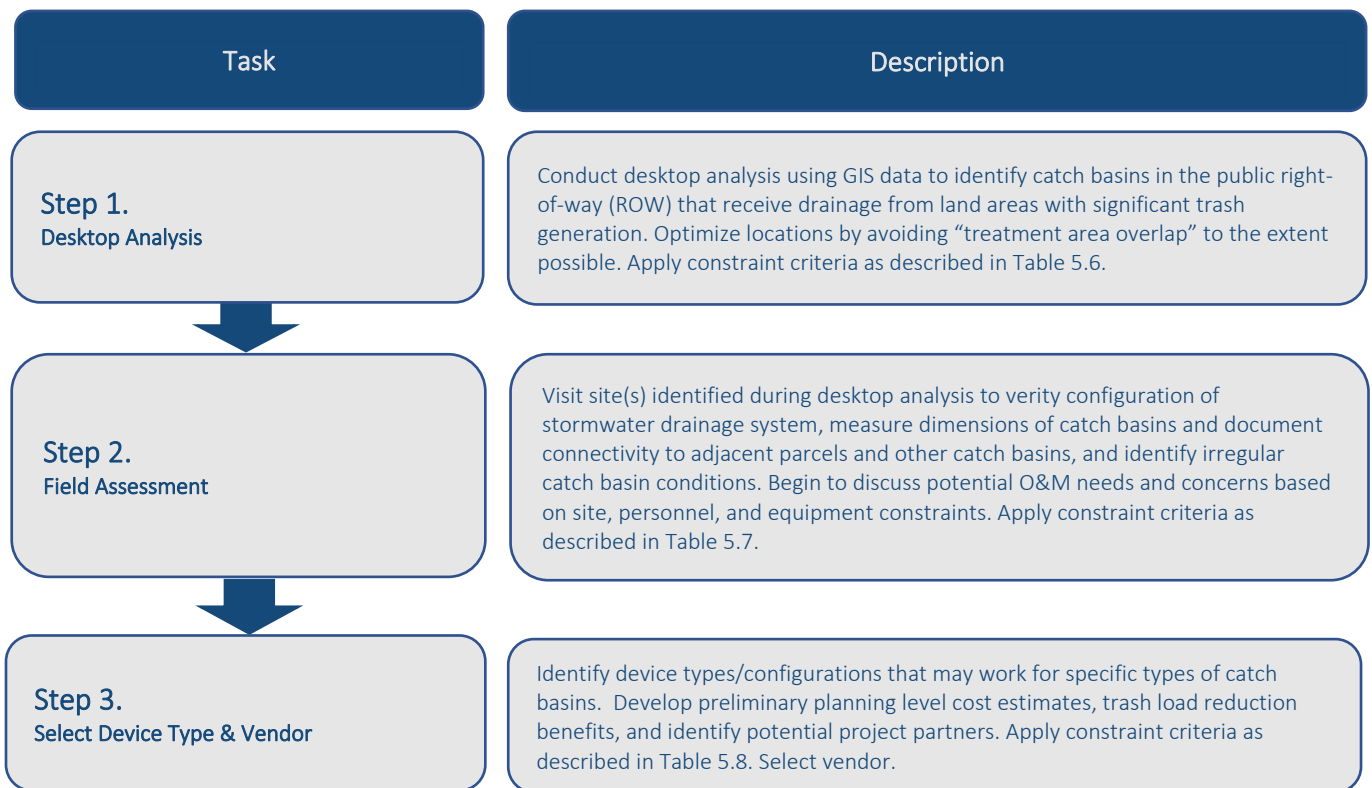 Task
Description
Step 1.
Desktop Analysis
Conduct desktop analysis using GIS data to identify catch basins in the public right-
of-way (ROW) that receive drainage from land areas with significant trash
generation. Optimize locations by avoiding “treatment area overlap” to the extent
possible. Apply constraint criteria as described in Table 5.6.
Step 2.
Field Assessment
Visit site(s) identified during desktop analysis to verity configuration of
stormwater drainage system, measure dimensions of catch basins and document
connectivity to adjacent parcels and other catch basins, and identify irregular
catch basin conditions. Begin to discuss potential O&M needs and concerns based
on site, personnel, and equipment constraints. Apply constraint criteria as
described in Table 5.7.
Step 3.
Select Device Type & Vendor
Identify device types/configurations that may work for specific types of catch
basins.  Develop preliminary planning level cost estimates, trash load reduction
benefits, and identify potential project partners. Apply constraint criteria as
described in Table 5.8. Select vendor.